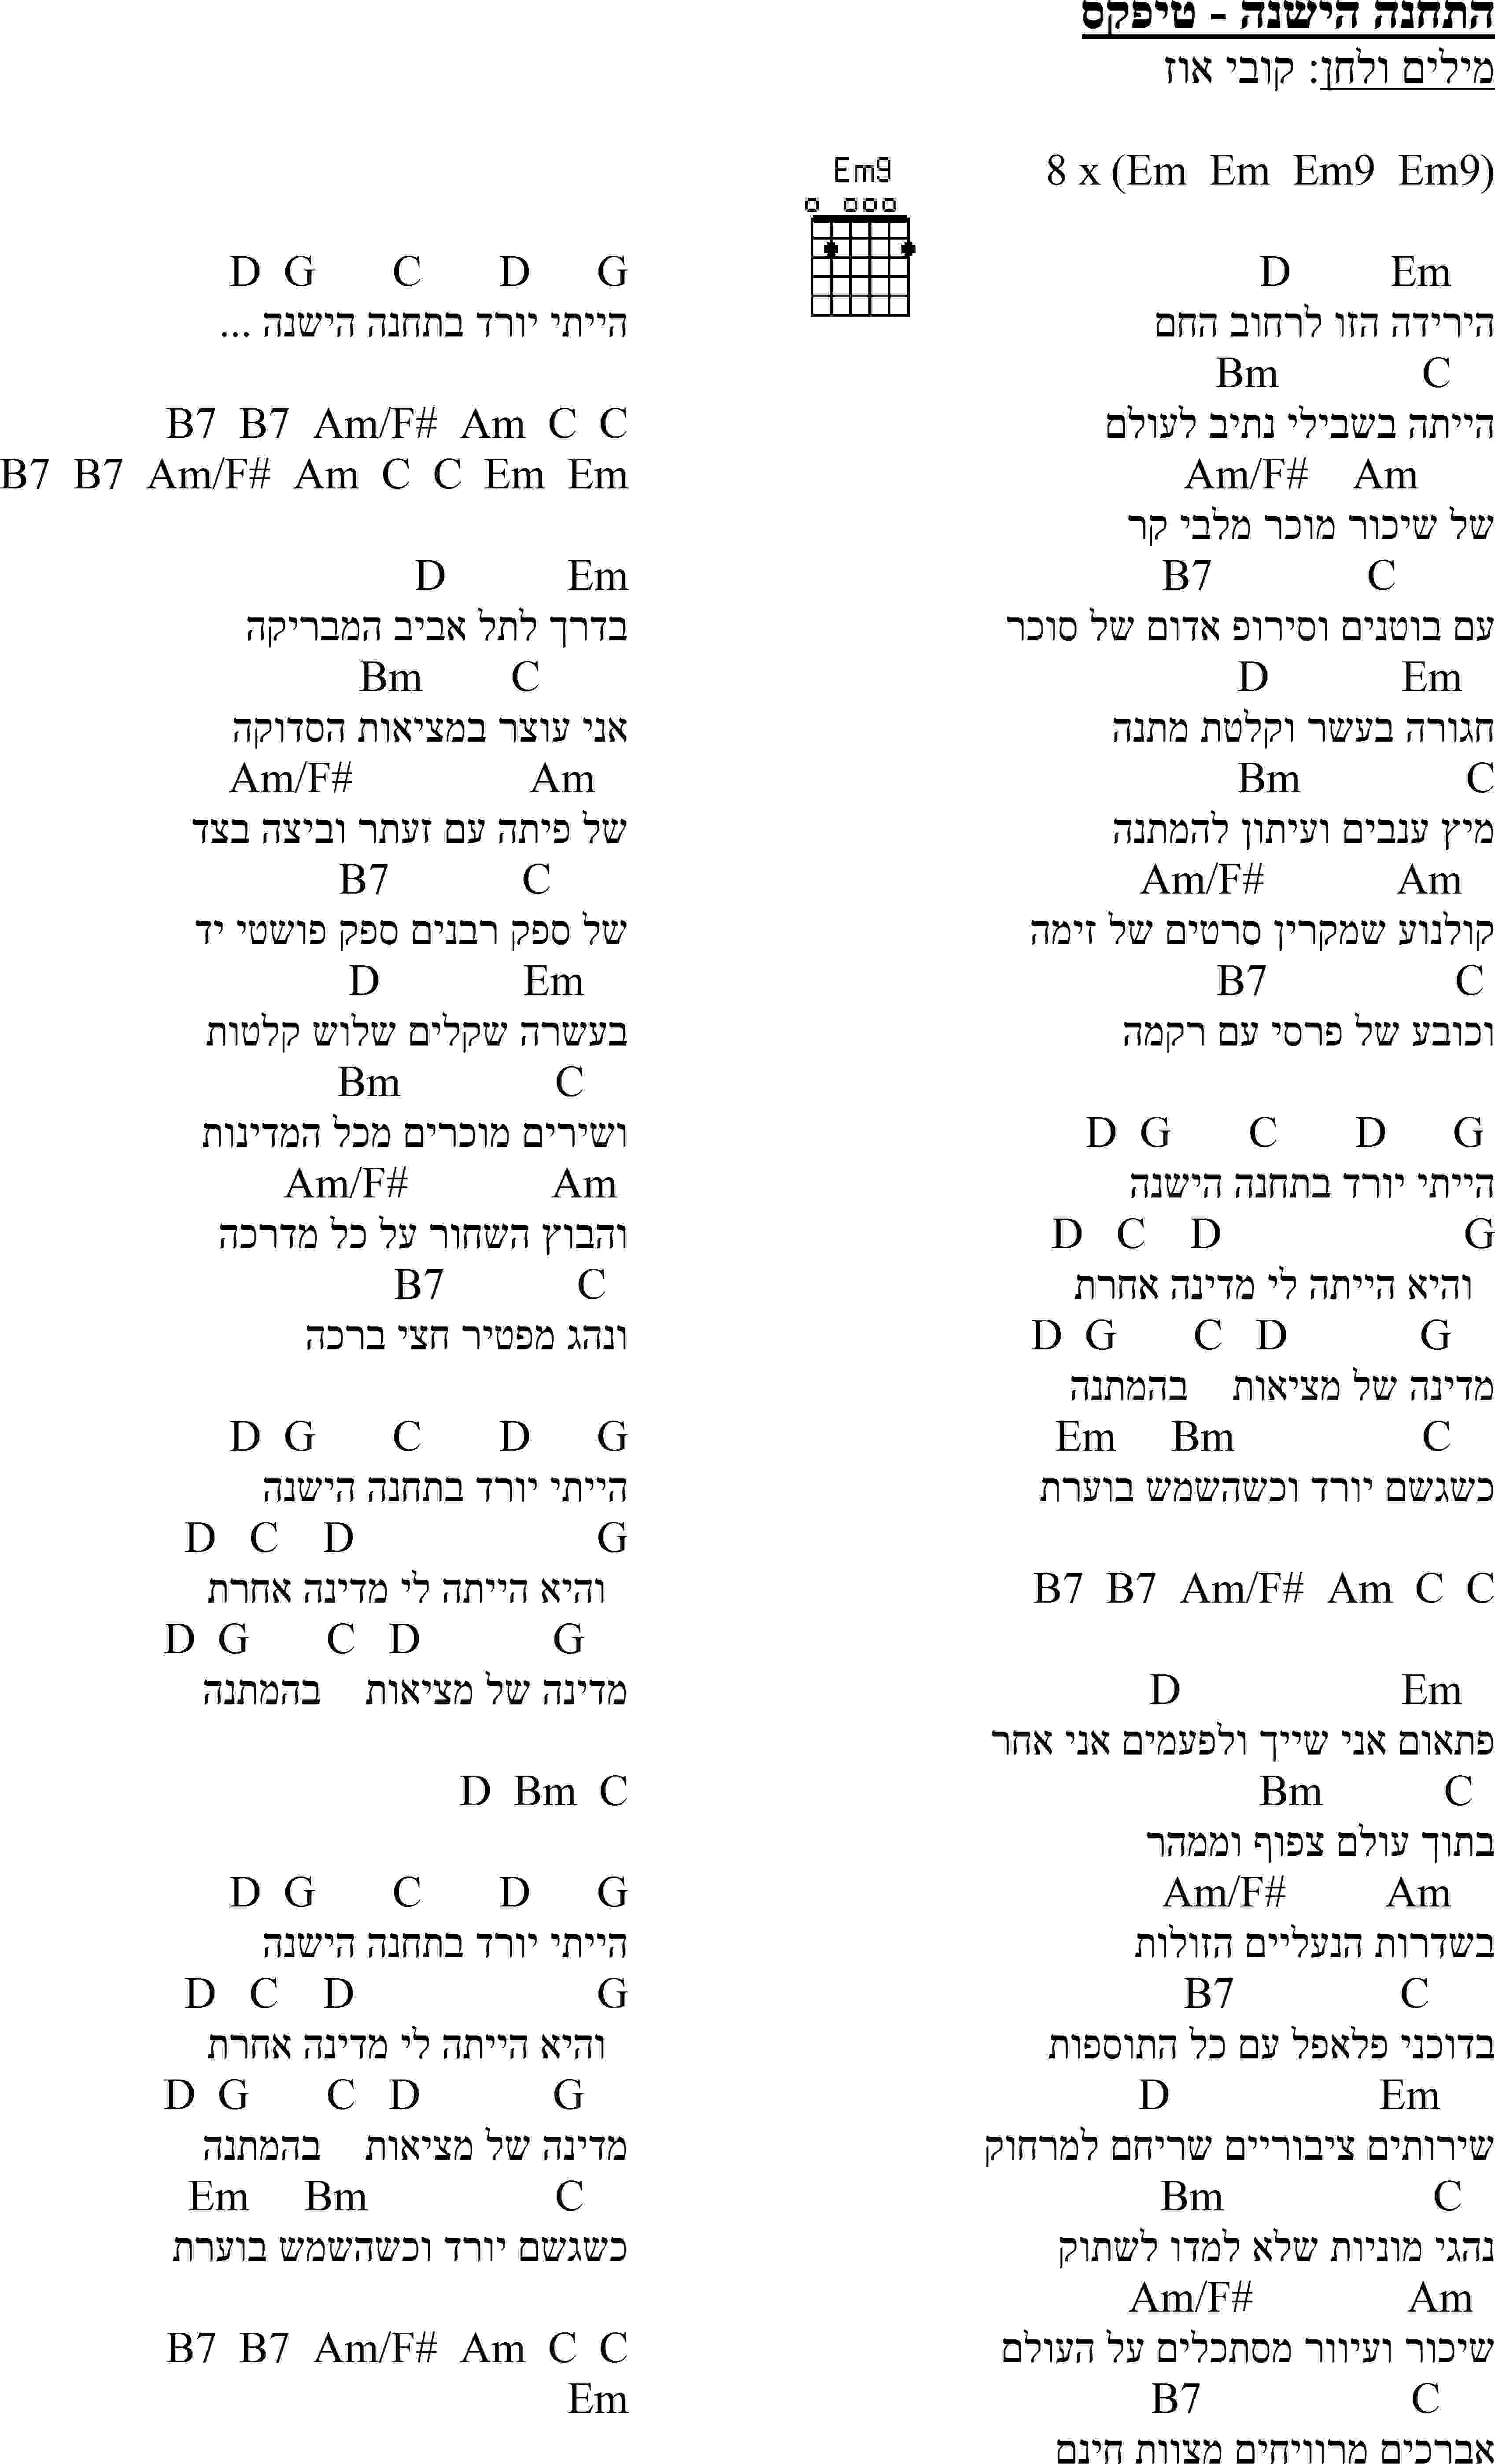 התחנה הישנה - טיפקס
מילים ולחן: קובי אוז
8 x (Em  Em  Em9  Em9)
Em9
D Em
הירידה הזו לרחוב החם
Bm C
הייתה בשבילי נתיב לעולם
Am/F# Am
של שיכור מוכר מלבי קר
B7 C
עם בוטנים וסירופ אדום של סוכר
D Em
חגורה בעשר וקלטת מתנה
Bm C
מיץ ענבים ועיתון להמתנה
Am/F# Am
קולנוע שמקרין סרטים של זימה
B7 C
וכובע של פרסי עם רקמה
D G C D G
הייתי יורד בתחנה הישנה
D C D G
והיא הייתה לי מדינה אחרת
D G C D G
מדינה של מציאות בהמתנה
Em Bm C
כשגשם יורד וכשהשמש בוערת
B7 B7 Am/F# Am C C
D Em
פתאום אני שייך ולפעמים אני אחר
Bm C
בתוך עולם צפוף וממהר
Am/F# Am
בשדרות הנעליים הזולות
B7 C
בדוכני פלאפל עם כל התוספות
D Em
שירותים ציבוריים שריחם למרחוק
Bm C
נהגי מוניות שלא למדו לשתוק
Am/F# Am
שיכור ועיוור מסתכלים על העולם
B7 C
אברכים מרוויחים מצוות חינם
D G C D G
הייתי יורד בתחנה הישנה ...
B7 B7 Am/F# Am C C
B7 B7 Am/F# Am C C Em Em
D Em
בדרך לתל אביב המבריקה
Bm C
אני עוצר במציאות הסדוקה
Am/F# Am
של פיתה עם זעתר וביצה בצד
B7 C
של ספק רבנים ספק פושטי יד
D Em
בעשרה שקלים שלוש קלטות
Bm C
ושירים מוכרים מכל המדינות
Am/F# Am
והבוץ השחור על כל מדרכה
B7 C
ונהג מפטיר חצי ברכה
D G C D G
הייתי יורד בתחנה הישנה
D C D G
והיא הייתה לי מדינה אחרת
D G C D G
מדינה של מציאות בהמתנה
D Bm C
D G C D G
הייתי יורד בתחנה הישנה
D C D G
והיא הייתה לי מדינה אחרת
D G C D G
מדינה של מציאות בהמתנה
Em Bm C
כשגשם יורד וכשהשמש בוערת
B7 B7 Am/F# Am C C
Em